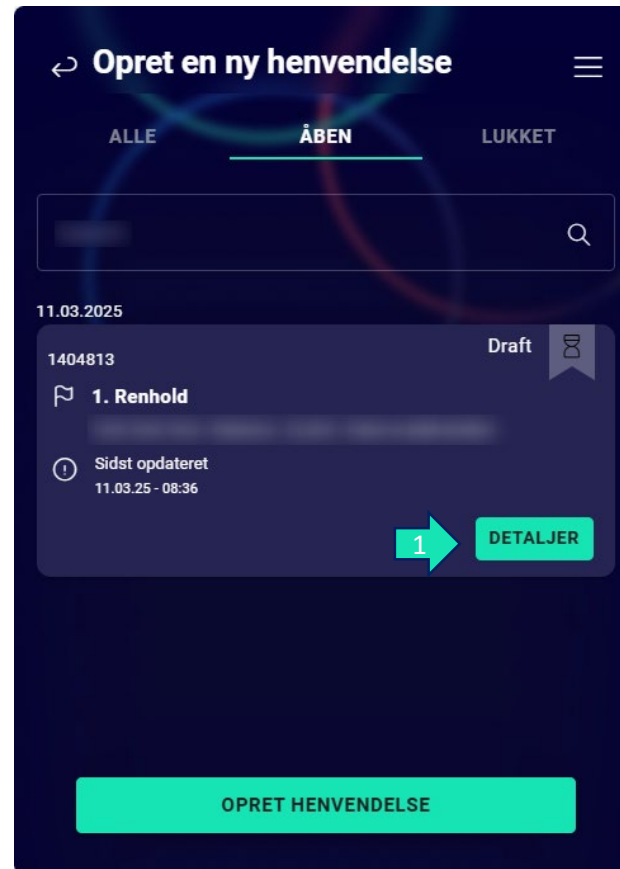 Opret en ny henvendelse
ALLE ÅBEN LUKKET
11.03.2025
Draft
1404813
1. Renhold
Sidst opdateret
11.03.25 - 08:36
1
DETALJER
OPRET HENVENDELSE